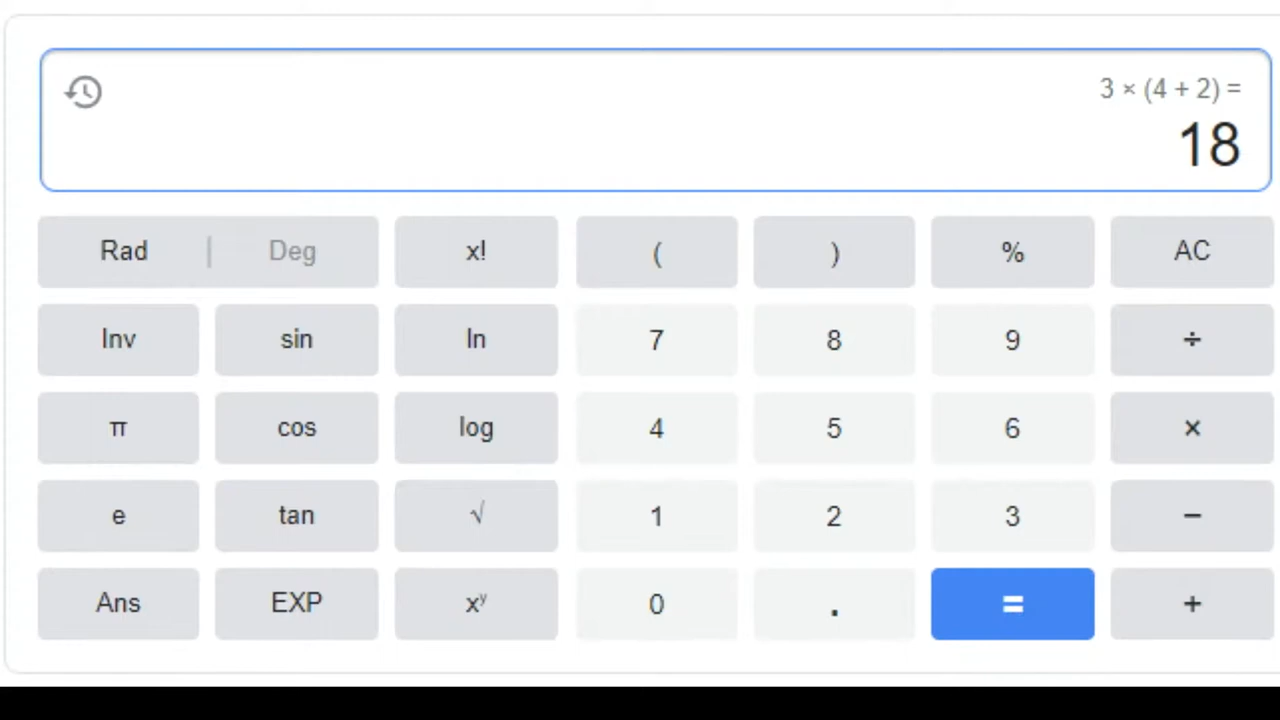 3 × (4 + 2) =
18
Rad | Deg x! ( ) % AC
Inv sin ln 7 8 9 ÷
π cos log 4 5 6 ×
e tan √ 1 2 3 −
Ans EXP xʸ 0 . = +